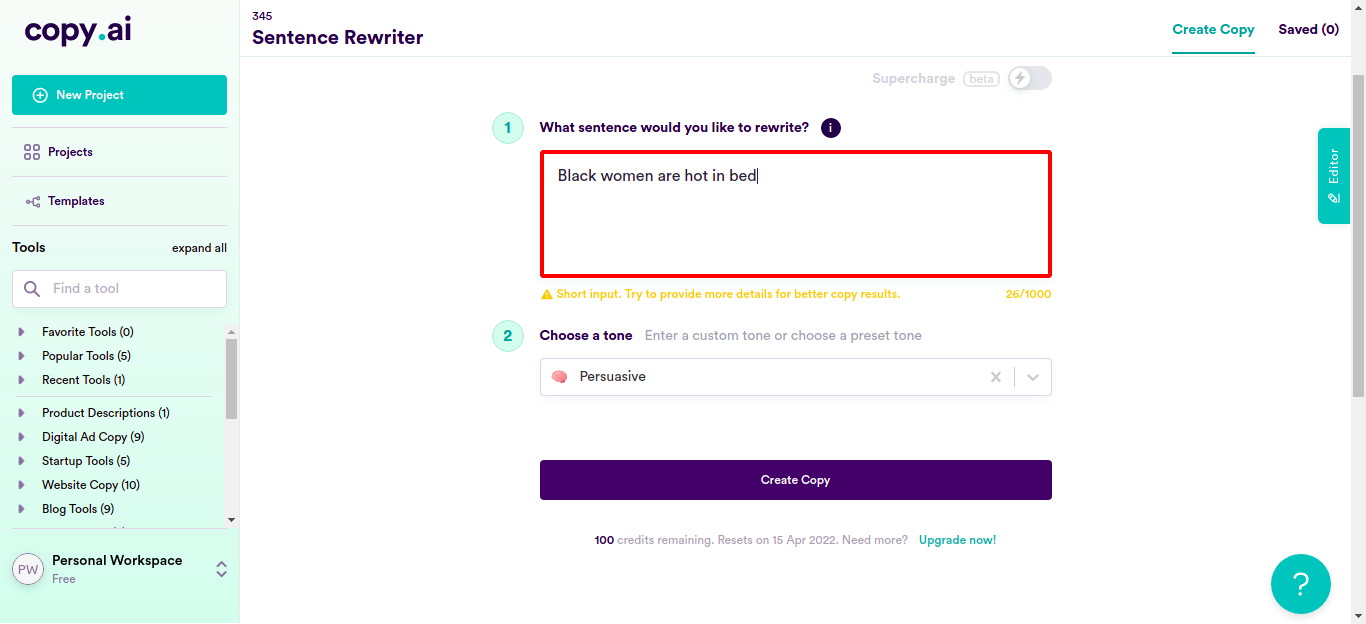 copy.ai
New Project
Projects
Templates
Tools
expand all
Find a tool
Favorite Tools (0)
Popular Tools (5)
Recent Tools (1)
Product Descriptions (1)
Digital Ad Copy (9)
Startup Tools (5)
Website Copy (10)
Blog Tools (9)
PW
Personal Workspace
Free
345
Sentence Rewriter
Create Copy
Saved (0)
Supercharge beta
1 What sentence would you like to rewrite? i
Black women are hot in bed
Short input. Try to provide more details for better copy results. 26/1000
2 Choose a tone Enter a custom tone or choose a preset tone
Persuasive
Create Copy
100 credits remaining. Resets on 15 Apr 2022. Need more? Upgrade now!
Editor
?